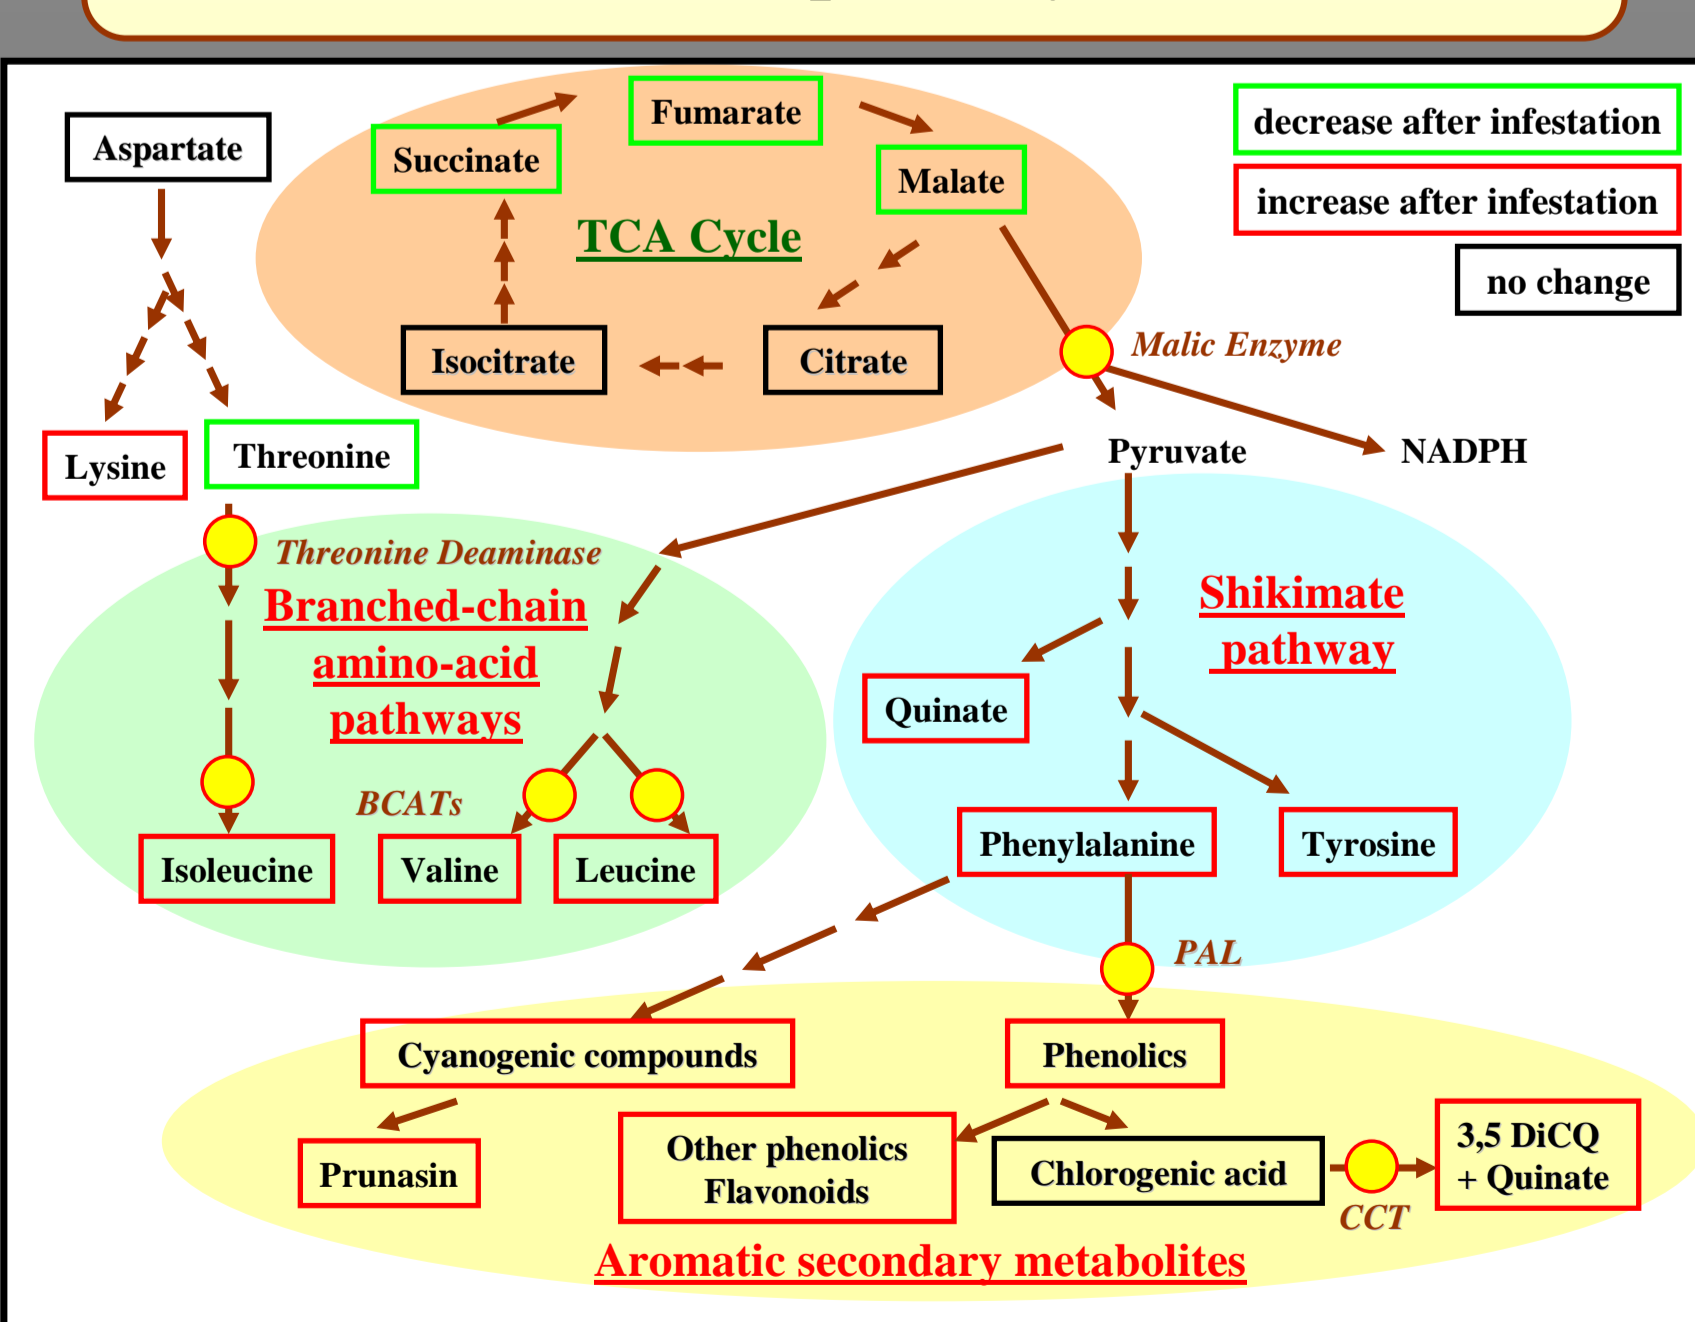 Aspartate
Fumarate
Succinate
Malate
TCA Cycle
Isocitrate
Citrate
decrease after infestation
increase after infestation
no change
Malic Enzyme
Lysine
Threonine
Pyruvate
NADPH
Threonine Deaminase
Branched-chain
amino-acid
pathways
Shikimate
pathway
Quinate
BCATs
Isoleucine
Valine
Leucine
Phenylalanine
Tyrosine
PAL
Cyanogenic compounds
Phenolics
Prunasin
Other phenolics
Flavonoids
Chlorogenic acid
CCT
3,5 DiCQ
+ Quinate
Aromatic secondary metabolites